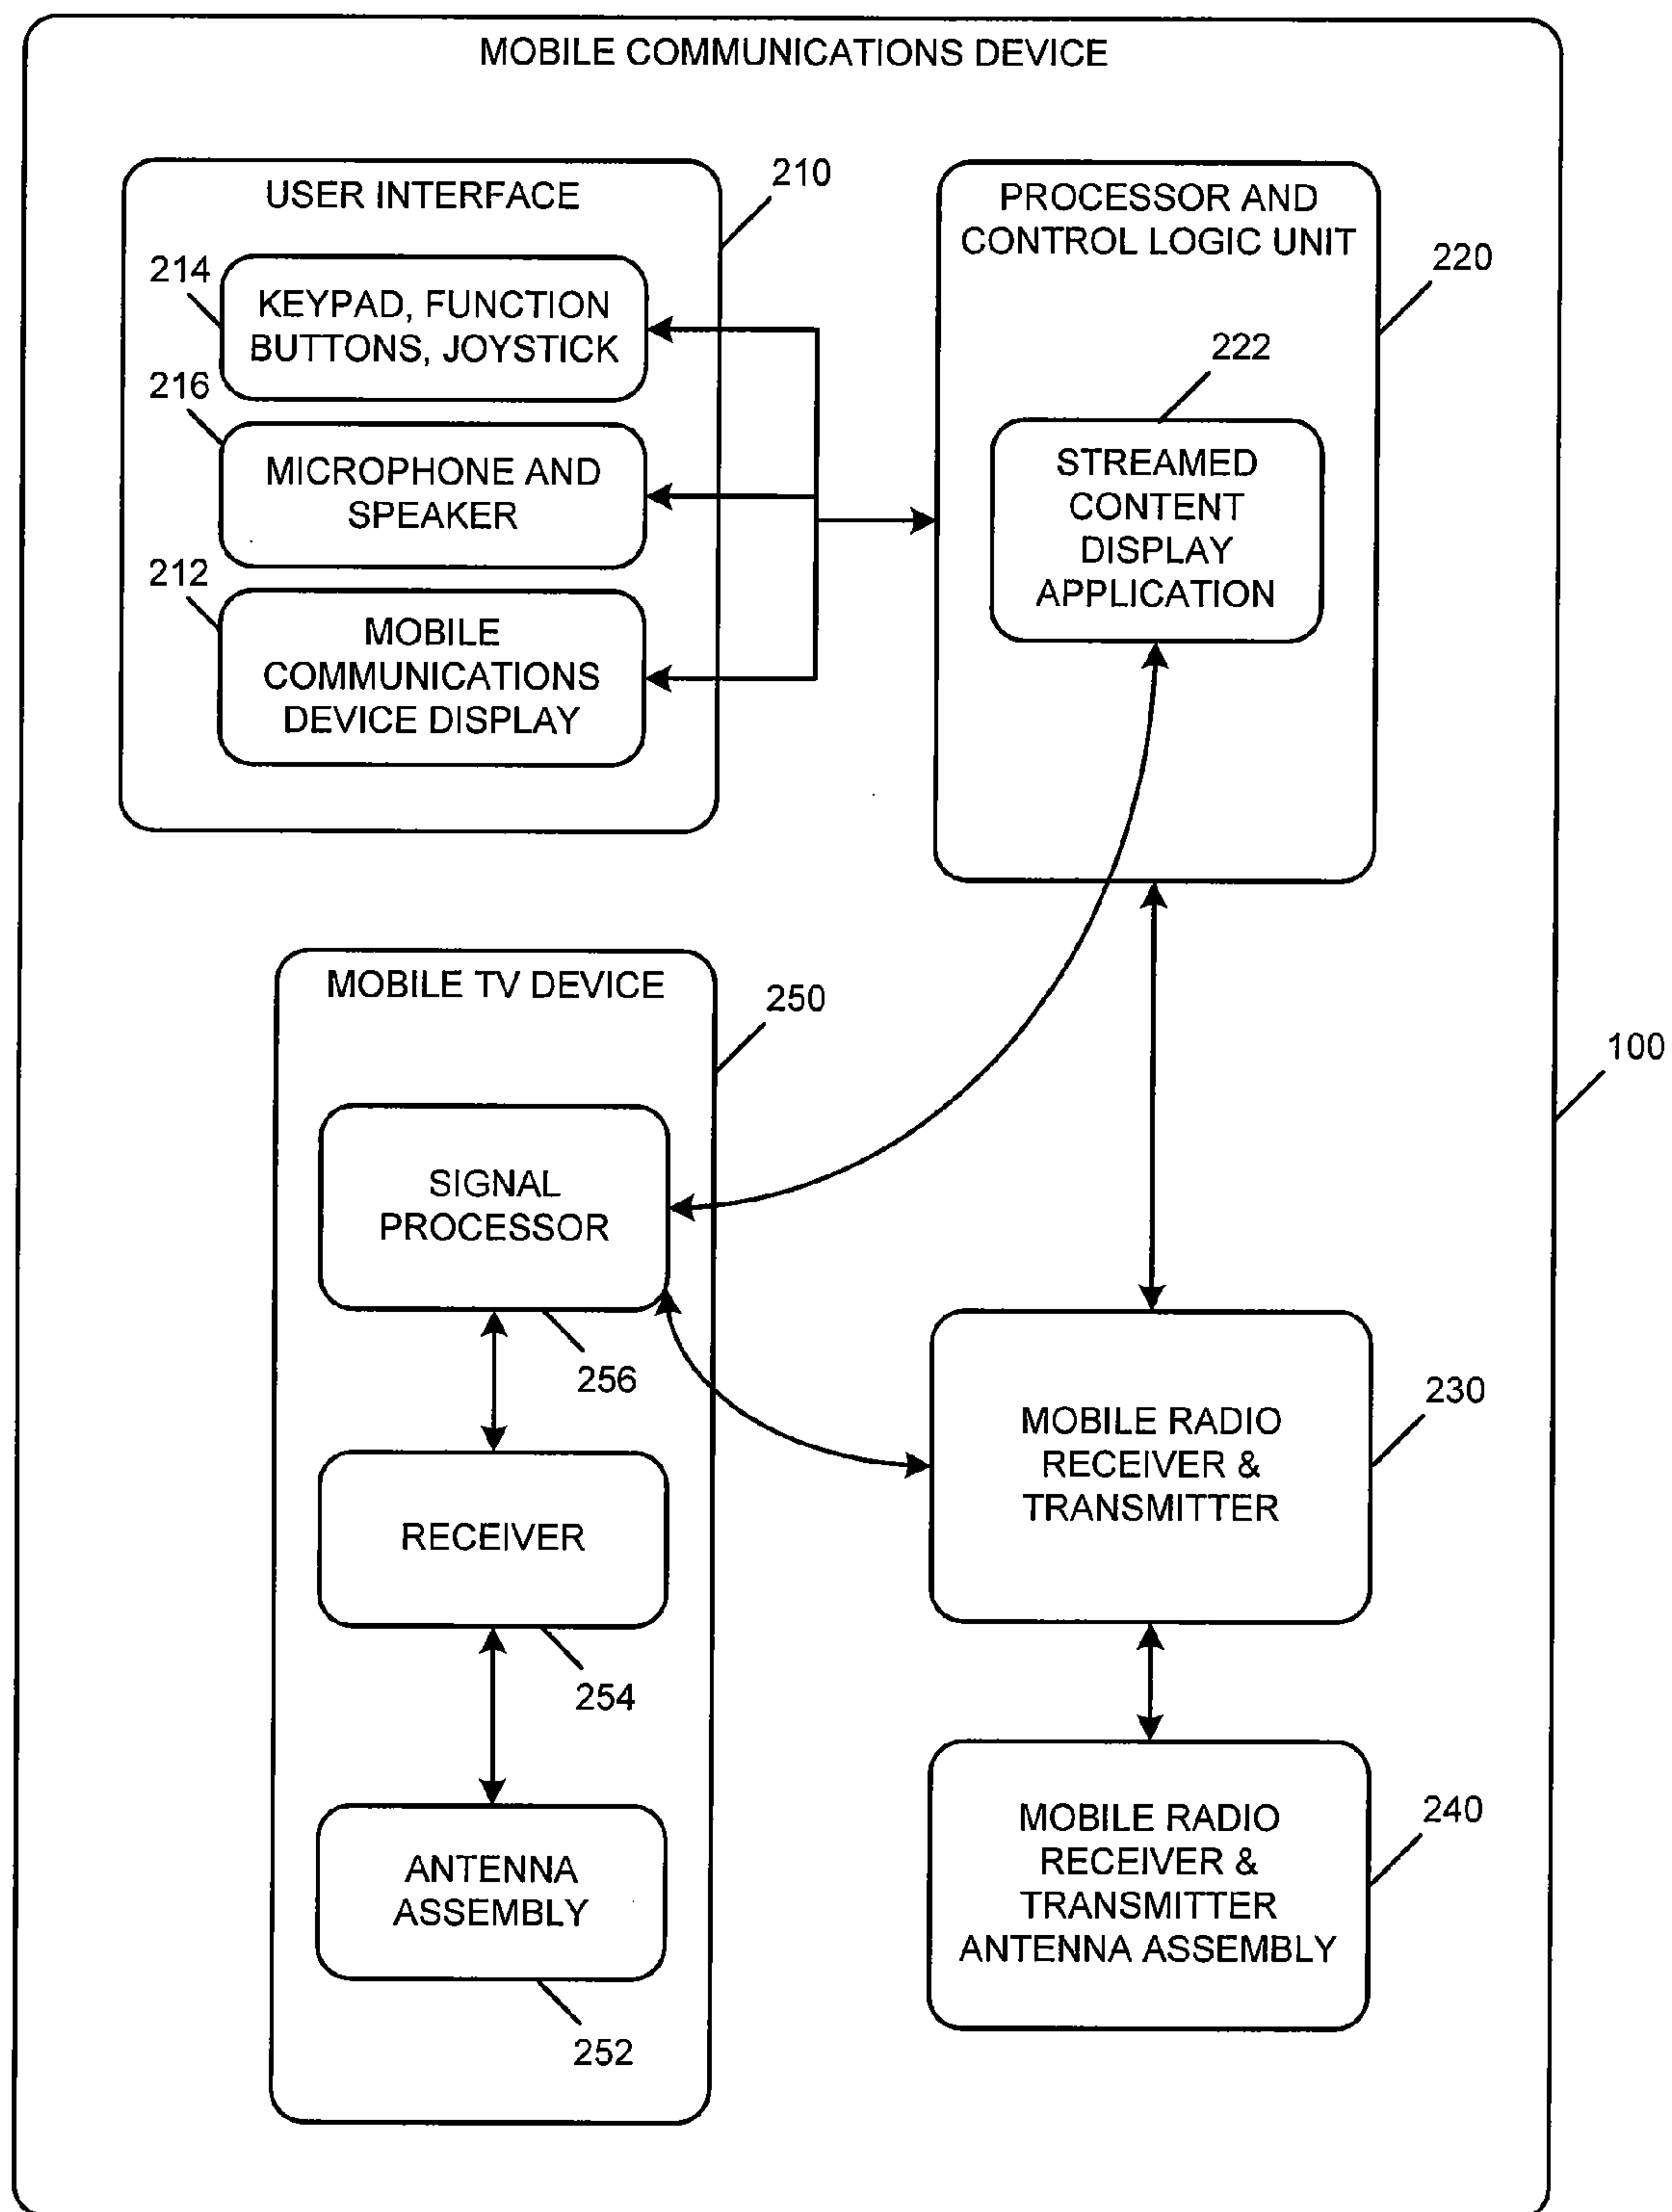 MOBILE COMMUNICATIONS DEVICE
USER INTERFACE
210
214
KEYPAD, FUNCTION
BUTTONS, JOYSTICK
216
MICROPHONE AND
SPEAKER
212
MOBILE
COMMUNICATIONS
DEVICE DISPLAY
PROCESSOR AND
CONTROL LOGIC UNIT
220
222
STREAMED
CONTENT
DISPLAY
APPLICATION
MOBILE TV DEVICE
250
100
SIGNAL
PROCESSOR
256
RECEIVER
254
ANTENNA
ASSEMBLY
252
MOBILE RADIO
RECEIVER &
TRANSMITTER
230
MOBILE RADIO
RECEIVER &
TRANSMITTER
ANTENNA ASSEMBLY
240